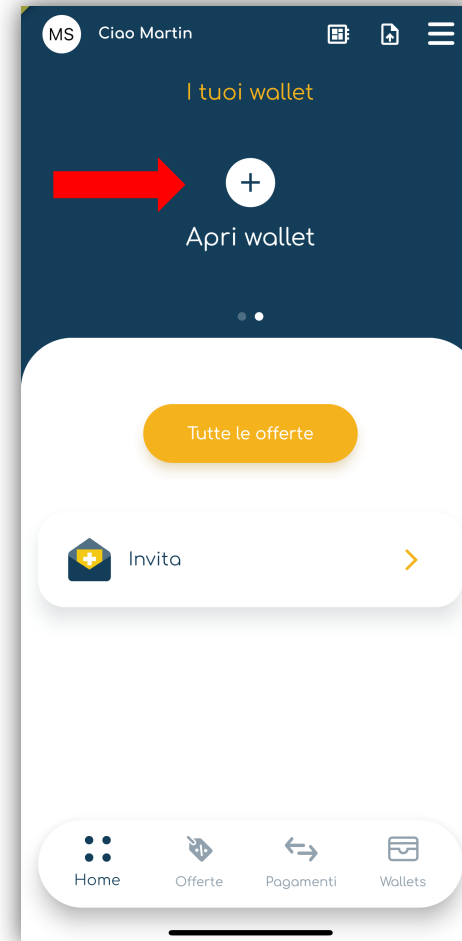 MS Ciao Martin
I tuoi wallet
Apri wallet
Tutte le offerte
Invita
Home Offerte Pagamenti Wallets